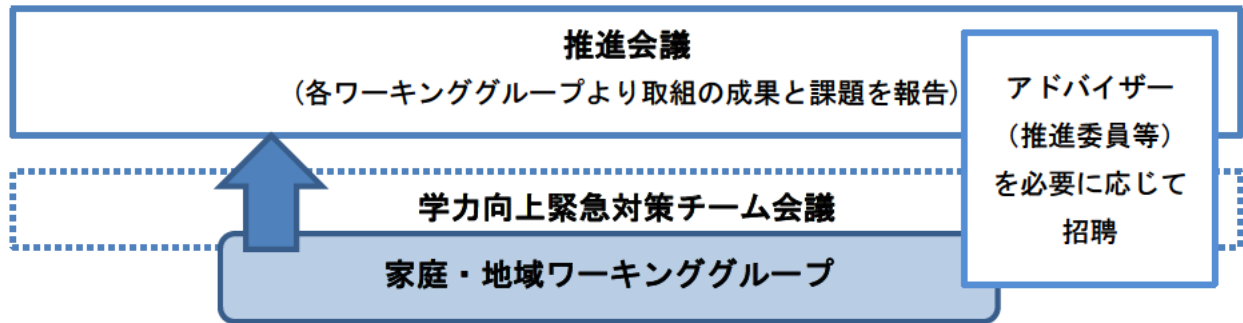 推進会議
（各ワーキンググループより取組の成果と課題を報告）
アドバイザー
（推進委員等）
を必要に応じて
招聘
学力向上緊急対策チーム会議
家庭・地域ワーキンググループ